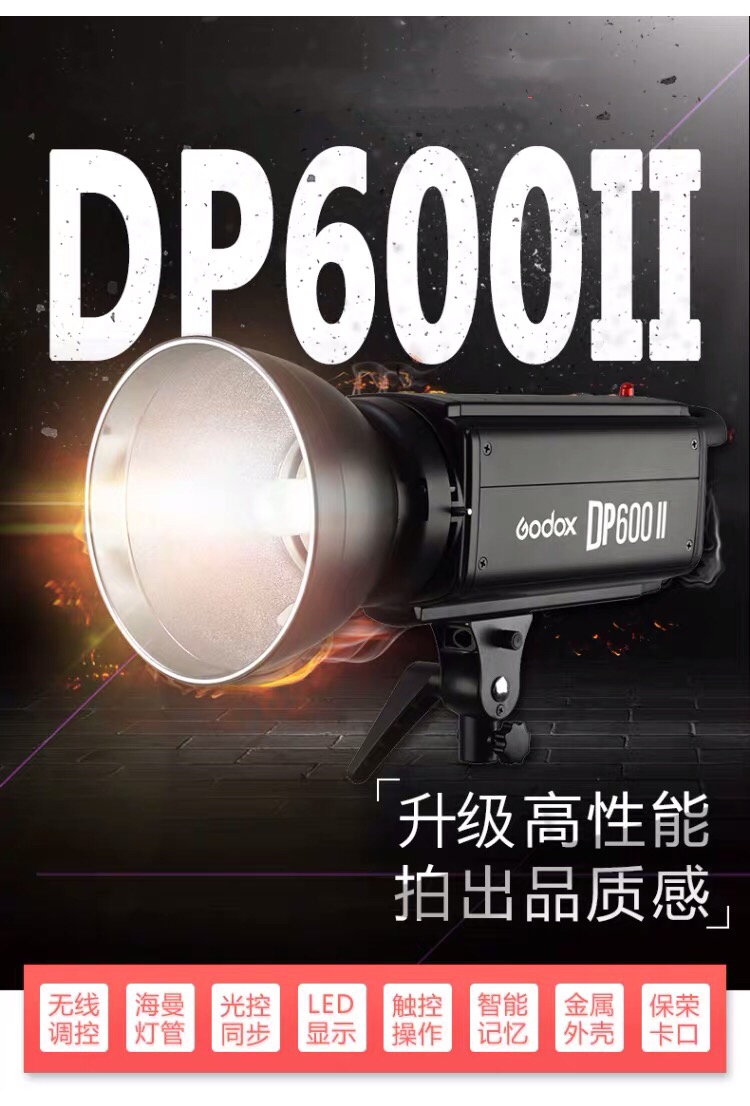 DP600II
Godox DP600II
「升级高性能
拍出品质感」
无线
调控
海曼
灯管
光控
同步
LED
显示
触控
操作
智能
记忆
金属
外壳
保荣
卡口